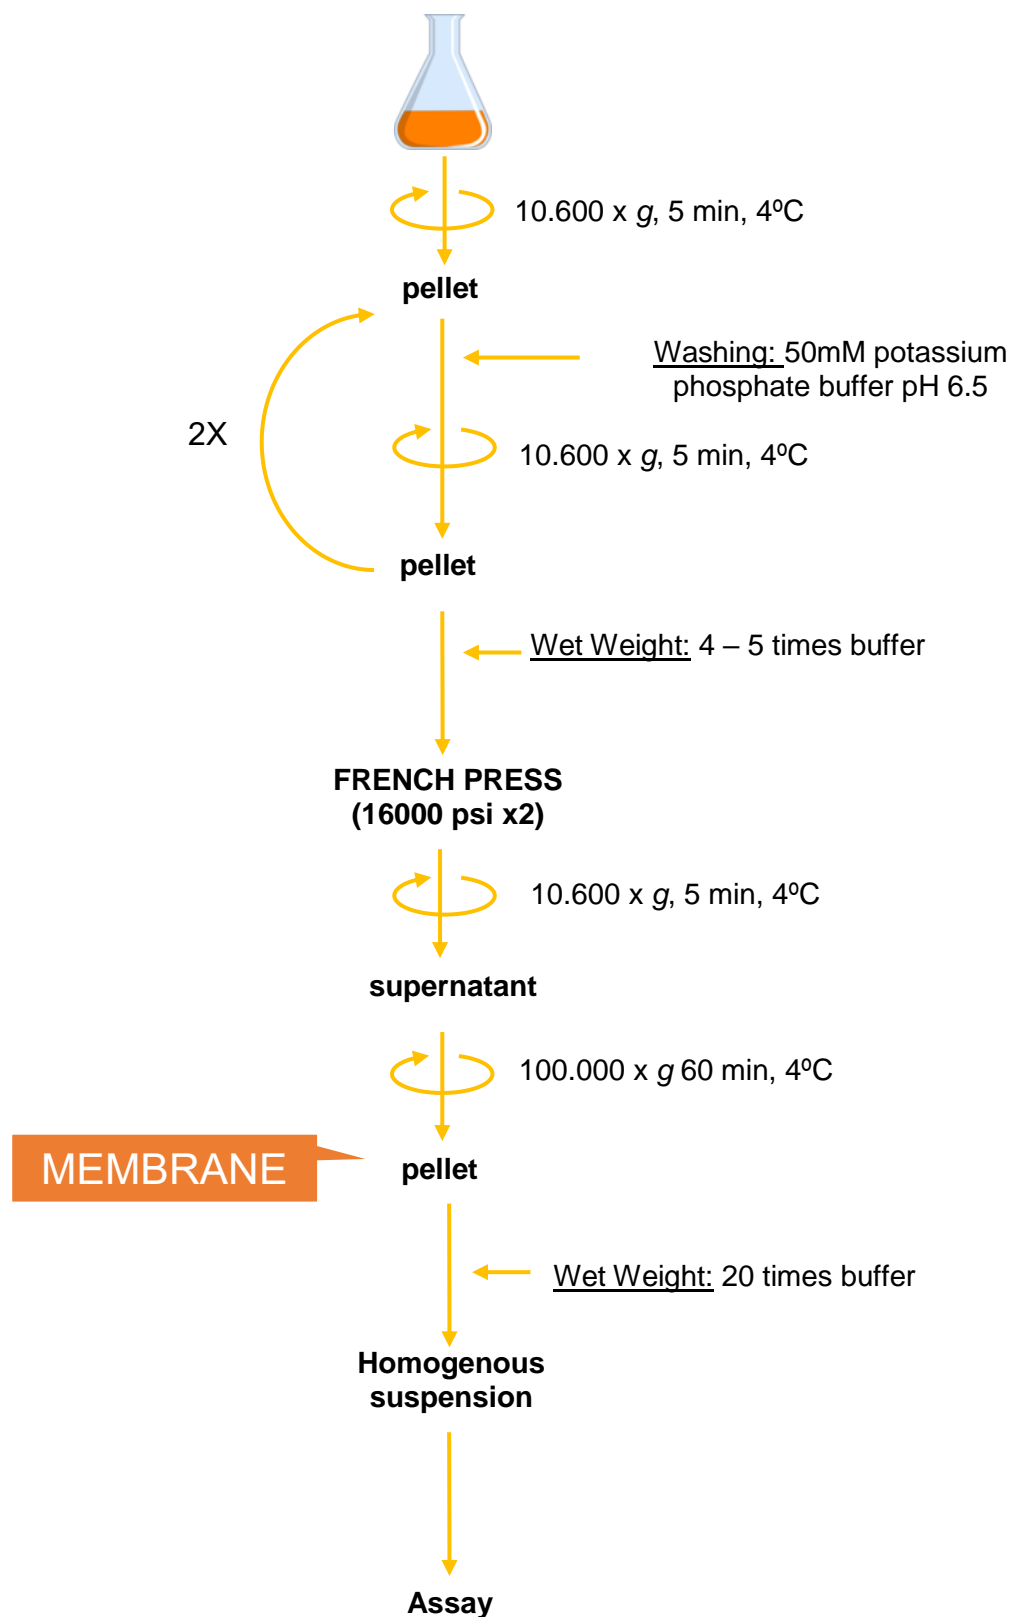 10.600 x g, 5 min, 4ºC
pellet
Washing: 50mM potassium
phosphate buffer pH 6.5
2X
10.600 x g, 5 min, 4ºC
pellet
Wet Weight: 4 – 5 times buffer
FRENCH PRESS
(16000 psi x2)
10.600 x g, 5 min, 4ºC
supernatant
100.000 x g 60 min, 4ºC
MEMBRANE
pellet
Wet Weight: 20 times buffer
Homogenous
suspension
Assay